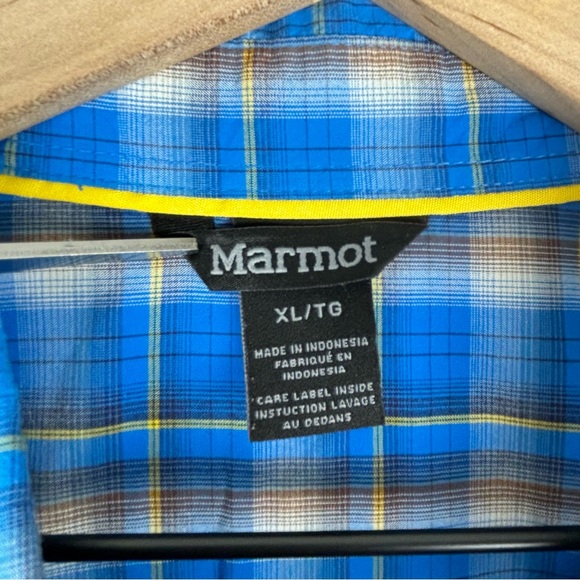 Marmot
XL/TG
MADE IN INDONESIA
FABRIQUÉ EN
INDONESIA
CARE LABEL INSIDE
INSTUCTION LAVAGE
AU DEDANS